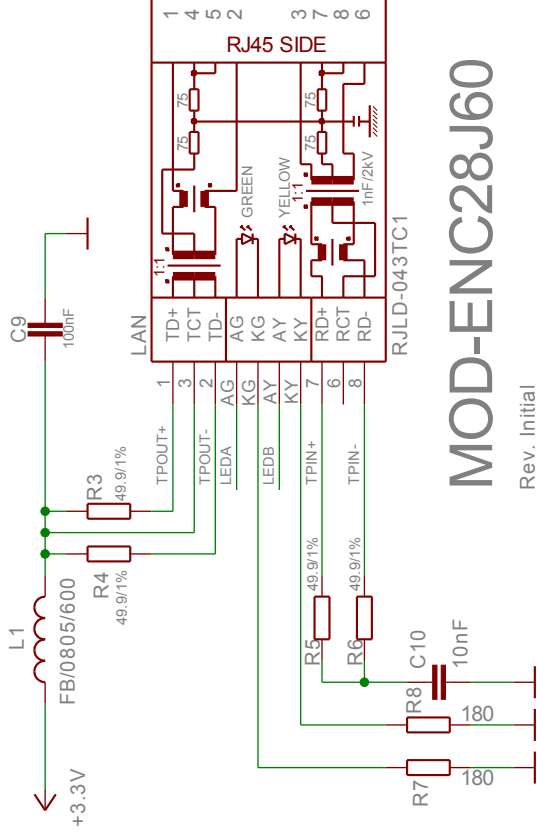 1 4 5 2 3 7 8 6
RJ45 SIDE
75
75
75
75
GREEN
YELLOW
1:1
1:1
1nF/2kV
LAN
TD+
TCT
TD-
AG
KG
AY
KY
RD+
RCT
RD-
RJLD-043TC1
1
3
2
AG
KG
AY
KY
7
6
8
TPOUT+
TPOUT-
LEDA
LEDB
TPIN+
TPIN-
C9
100nF
R3
49.9/1%
R4
49.9/1%
L1
FB/0805/600
+3.3V
R5
49.9/1%
R6
49.9/1%
C10
10nF
R8
180
R7
180
MOD-ENC28J60
Rev. Initial